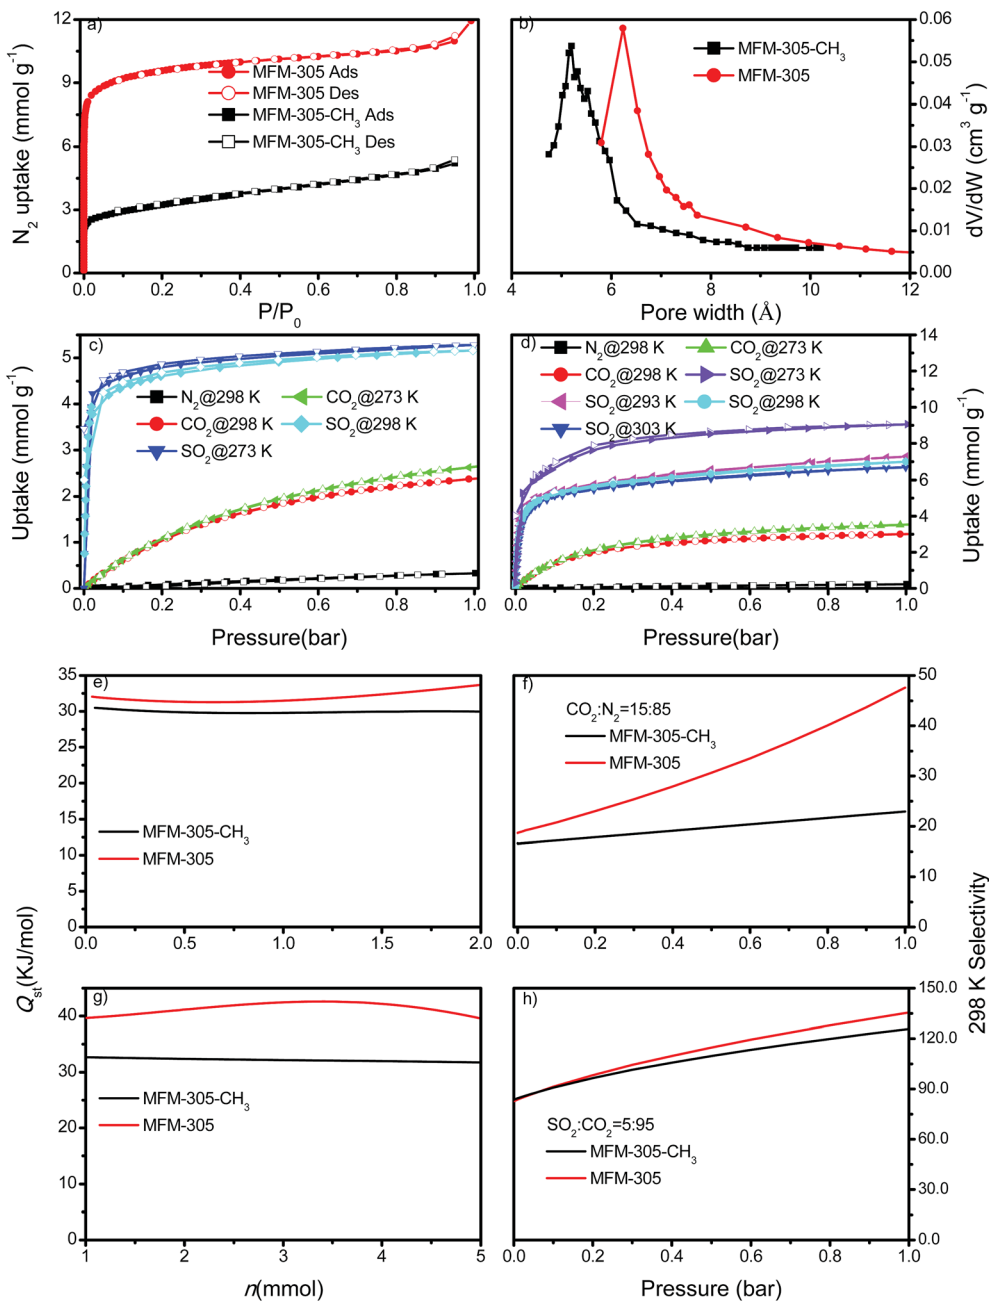 a)
12
9
6
3
0
N2 uptake (mmol g-1)
MFM-305 Ads
MFM-305 Des
MFM-305-CH3 Ads
MFM-305-CH3 Des
0.0 0.2 0.4 0.6 0.8 1.0
P/P0
b)
MFM-305-CH3
MFM-305
0.06
0.05
0.04
0.03
0.02
0.01
0.00
dV/dW (cm3 g-1)
4 6 8 10 12
Pore width (Å)
c)
5
4
3
2
1
0
Uptake (mmol g-1)
N2@298 K
CO2@273 K
CO2@298 K
SO2@298 K
SO2@273 K
0.0 0.2 0.4 0.6 0.8 1.0
Pressure(bar)
d)
N2@298 K
CO2@273 K
CO2@298 K
SO2@273 K
SO2@293 K
SO2@298 K
SO2@303 K
14
12
10
8
6
4
2
0
Uptake (mmol g-1)
0.0 0.2 0.4 0.6 0.8 1.0
Pressure(bar)
e)
35
30
25
20
15
10
5
0
MFM-305-CH3
MFM-305
0.0 0.5 1.0 1.5 2.0
f)
CO2:N2=15:85
MFM-305-CH3
MFM-305
50
40
30
20
10
0
0.0 0.2 0.4 0.6 0.8 1.0
Qst(KJ/mol)
298 K Selectivity
g)
40
32
24
16
8
0
MFM-305-CH3
MFM-305
1 2 3 4 5
n(mmol)
h)
SO2:CO2=5:95
MFM-305-CH3
MFM-305
150.0
120.0
90.0
60.0
30.0
0.0
0.0 0.2 0.4 0.6 0.8 1.0
Pressure (bar)